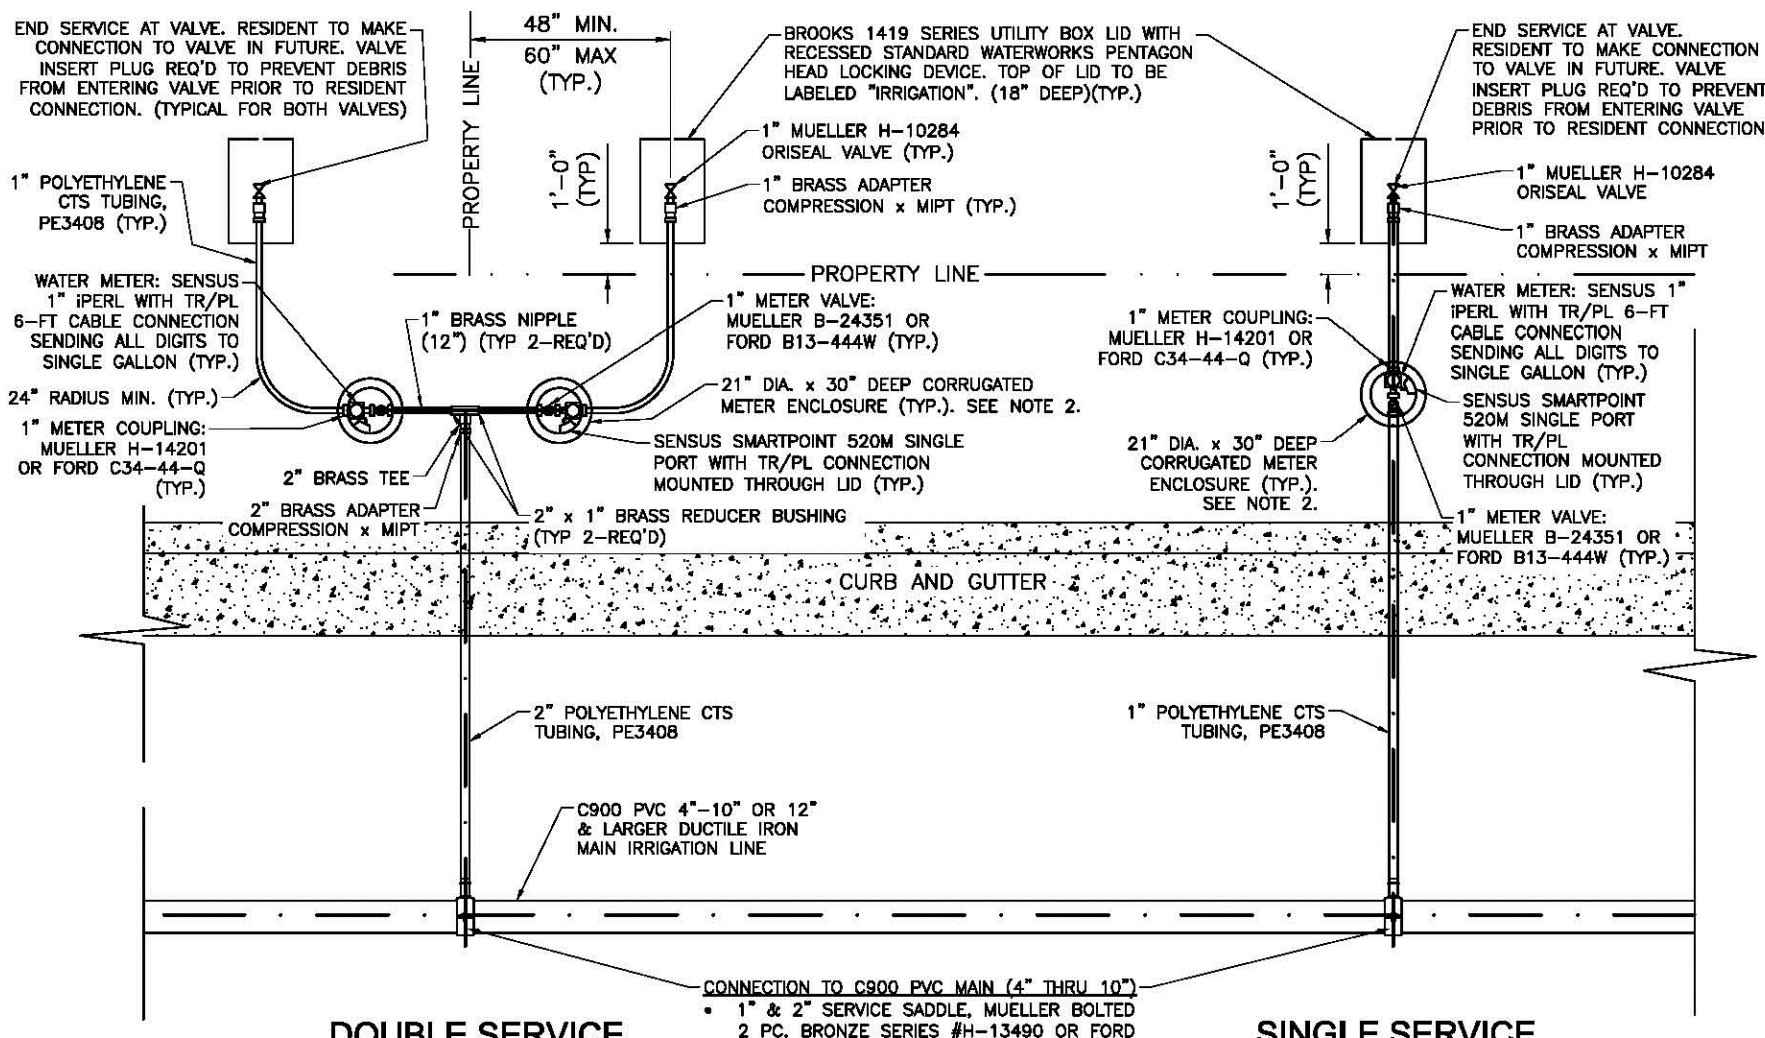 END SERVICE AT VALVE. RESIDENT TO MAKE
CONNECTION TO VALVE IN FUTURE. VALVE
INSERT PLUG REQ'D TO PREVENT DEBRIS
FROM ENTERING VALVE PRIOR TO RESIDENT
CONNECTION. (TYPICAL FOR BOTH VALVES)
48" MIN.
60" MAX
(TYP.)
PROPERTY LINE
BROOKS 1419 SERIES UTILITY BOX LID WITH
RECESSED STANDARD WATERWORKS PENTAGON
HEAD LOCKING DEVICE. TOP OF LID TO BE
LABELED "IRRIGATION". (18" DEEP)(TYP.)
END SERVICE AT VALVE.
RESIDENT TO MAKE CONNECTION
TO VALVE IN FUTURE. VALVE
INSERT PLUG REQ'D TO PREVENT
DEBRIS FROM ENTERING VALVE
PRIOR TO RESIDENT CONNECTION
1" POLYETHYLENE
CTS TUBING,
PE3408 (TYP.)
1'-0"
(TYP)
1" MUELLER H-10284
ORISEAL VALVE (TYP.)
1" BRASS ADAPTER
COMPRESSION x MIPT (TYP.)
1'-0"
(TYP)
1" MUELLER H-10284
ORISEAL VALVE
1" BRASS ADAPTER
COMPRESSION x MIPT
PROPERTY LINE
WATER METER: SENSUS
1" iPERL WITH TR/PL
6-FT CABLE CONNECTION
SENDING ALL DIGITS TO
SINGLE GALLON (TYP.)
1" BRASS NIPPLE
(12") (TYP 2-REQ'D)
1" METER VALVE:
MUELLER B-24351 OR
FORD B13-444W (TYP.)
1" METER COUPLING:
MUELLER H-14201 OR
FORD C34-44-Q (TYP.)
WATER METER: SENSUS 1"
iPERL WITH TR/PL 6-FT
CABLE CONNECTION
SENDING ALL DIGITS TO
SINGLE GALLON (TYP.)
24" RADIUS MIN. (TYP.)
21" DIA. x 30" DEEP CORRUGATED
METER ENCLOSURE (TYP.). SEE NOTE 2.
SENSUS SMARTPOINT
520M SINGLE PORT
WITH TR/PL
CONNECTION MOUNTED
THROUGH LID (TYP.)
1" METER COUPLING:
MUELLER H-14201
OR FORD C34-44-Q
(TYP.)
2" BRASS TEE
SENSUS SMARTPOINT 520M SINGLE
PORT WITH TR/PL CONNECTION
MOUNTED THROUGH LID (TYP.)
21" DIA. x 30" DEEP
CORRUGATED METER
ENCLOSURE (TYP.).
SEE NOTE 2.
2" BRASS ADAPTER
COMPRESSION x MIPT
2" x 1" BRASS REDUCER BUSHING
(TYP 2-REQ'D)
1" METER VALVE:
MUELLER B-24351 OR
FORD B13-444W (TYP.)
CURB AND GUTTER
2" POLYETHYLENE CTS
TUBING, PE3408
1" POLYETHYLENE CTS
TUBING, PE3408
C900 PVC 4"-10" OR 12"
& LARGER DUCTILE IRON
MAIN IRRIGATION LINE
CONNECTION TO C900 PVC MAIN (4" THRU 10")
• 1" & 2" SERVICE SADDLE, MUELLER BOLTED
2 PC. BRONZE SERIES #H-13490 OR FORD
DOUBLE SERVICE
SINGLE SERVICE